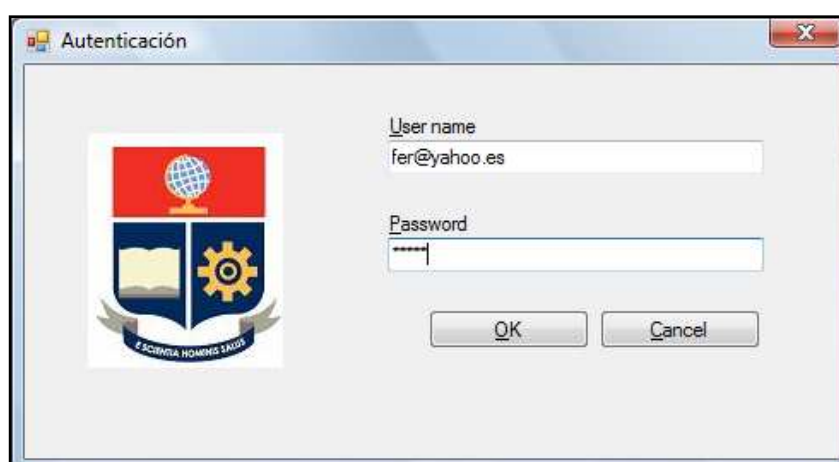 Autenticación
User name
fer@yahoo.es
Password
*****
OK
Cancel
E SCIENTIA HOMINIS SALUS